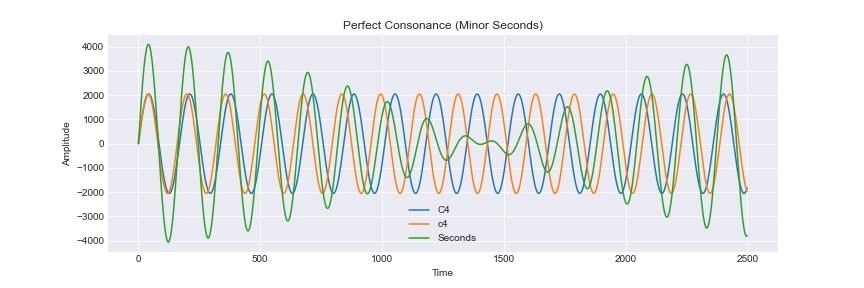 Perfect Consonance (Minor Seconds)
4000
3000
2000
1000
0
−1000
−2000
−3000
−4000
Amplitude
C4
c4
Seconds
0 500 1000 1500 2000 2500
Time